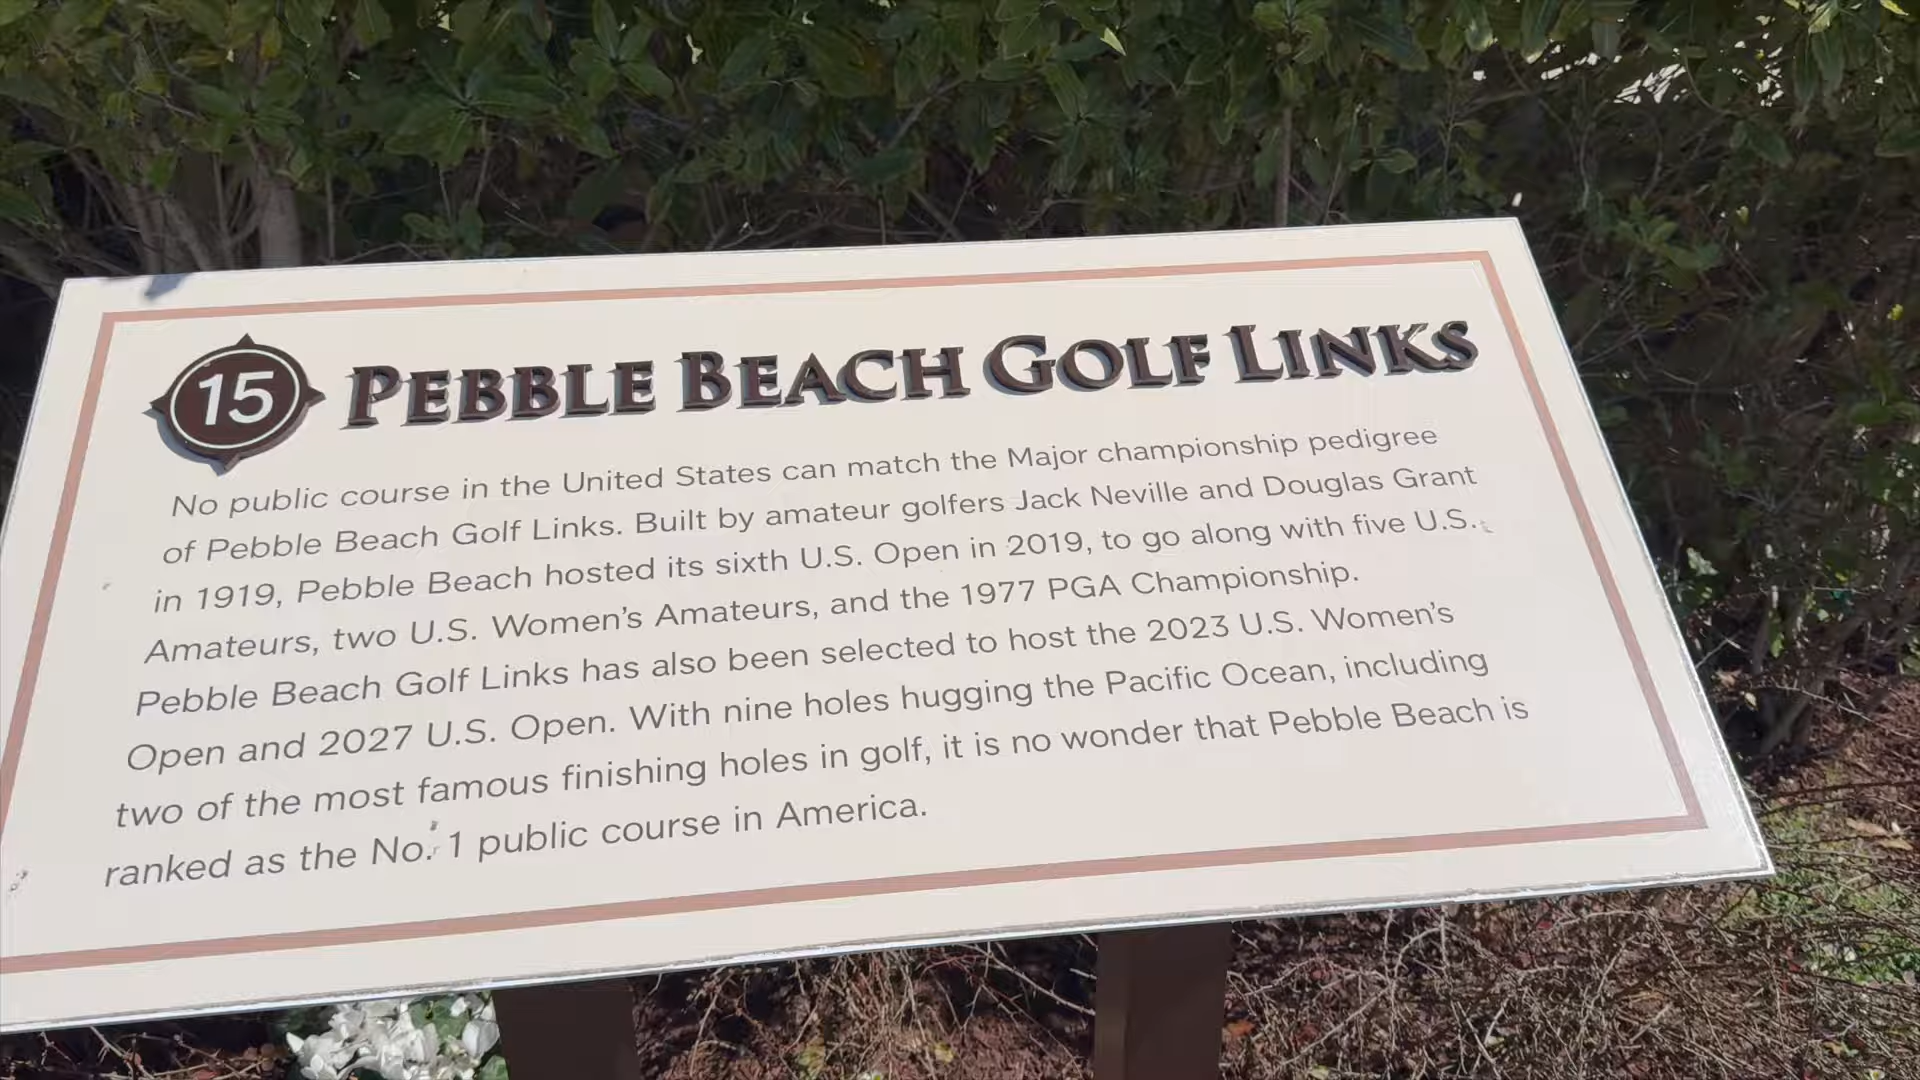 15 PEBBLE BEACH GOLF LINKS
No public course in the United States can match the Major championship pedigree
of Pebble Beach Golf Links. Built by amateur golfers Jack Neville and Douglas Grant
in 1919, Pebble Beach hosted its sixth U.S. Open in 2019, to go along with five U.S.
Amateurs, two U.S. Women's Amateurs, and the 1977 PGA Championship.
Pebble Beach Golf Links has also been selected to host the 2023 U.S. Women's
Open and 2027 U.S. Open. With nine holes hugging the Pacific Ocean, including
two of the most famous finishing holes in golf, it is no wonder that Pebble Beach is
ranked as the No. 1 public course in America.